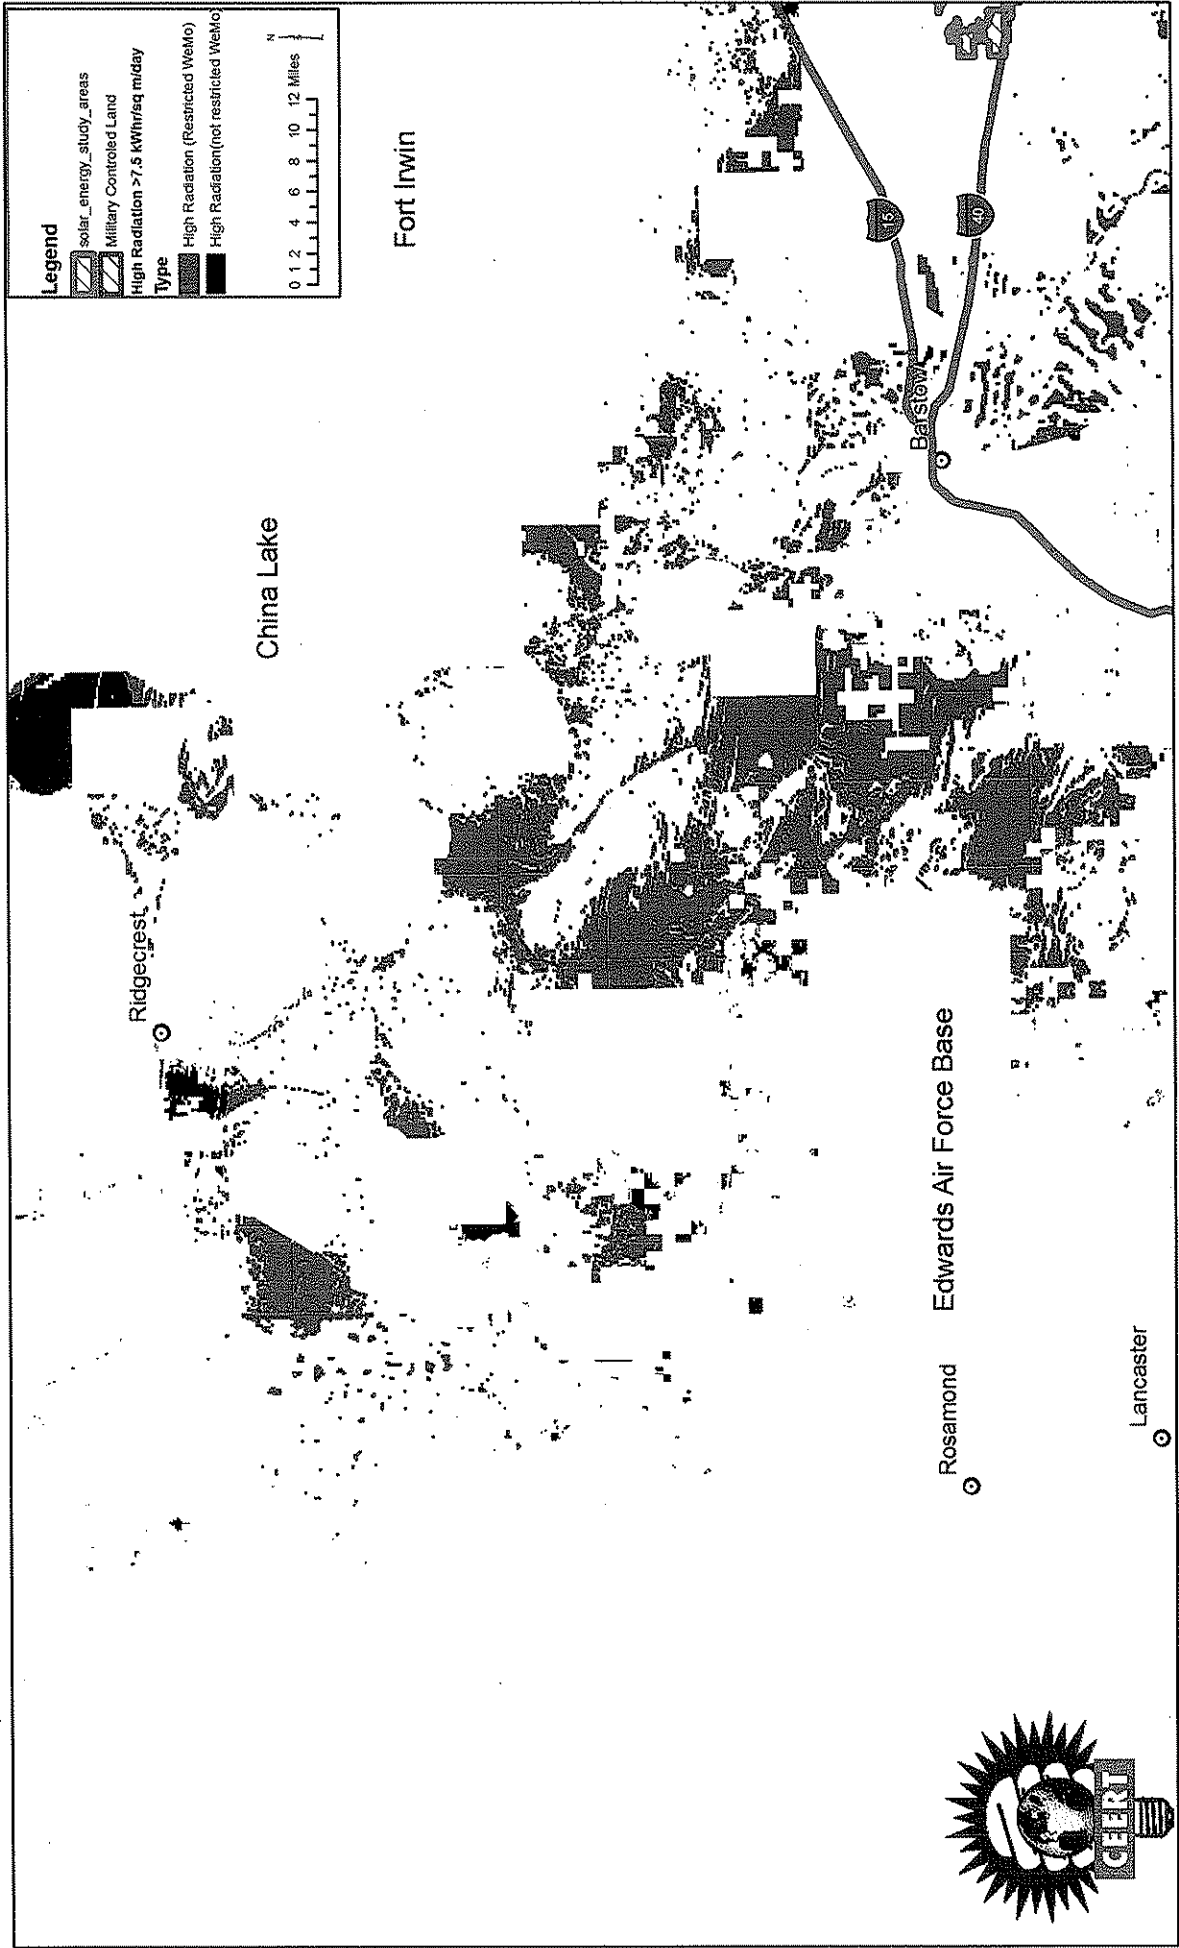 Legend
solar_energy_study_areas
Military Controled Land
High Radiation >7.5 kWhr/sq m/day
Type
High Radiation (Restricted WeMo)
High Radiation(not restricted WeMo)
N
0 1 2 4 6 8 10 12 Miles
Fort Irwin
China Lake
Ridgecrest
15
40
Barstow
Edwards Air Force Base
Rosamond
Lancaster
CEERT